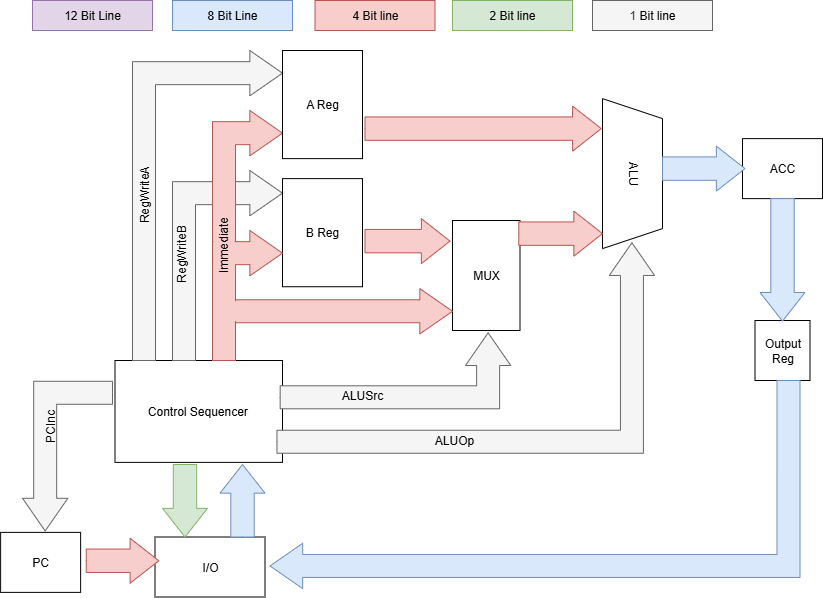 12 Bit Line
8 Bit Line
4 Bit line
2 Bit line
1 Bit line
A Reg
ALU
ACC
RegWriteA
RegWriteB
Immediate
B Reg
MUX
Output
Reg
Control Sequencer
ALUSrc
PCInc
ALUOp
PC
I/O